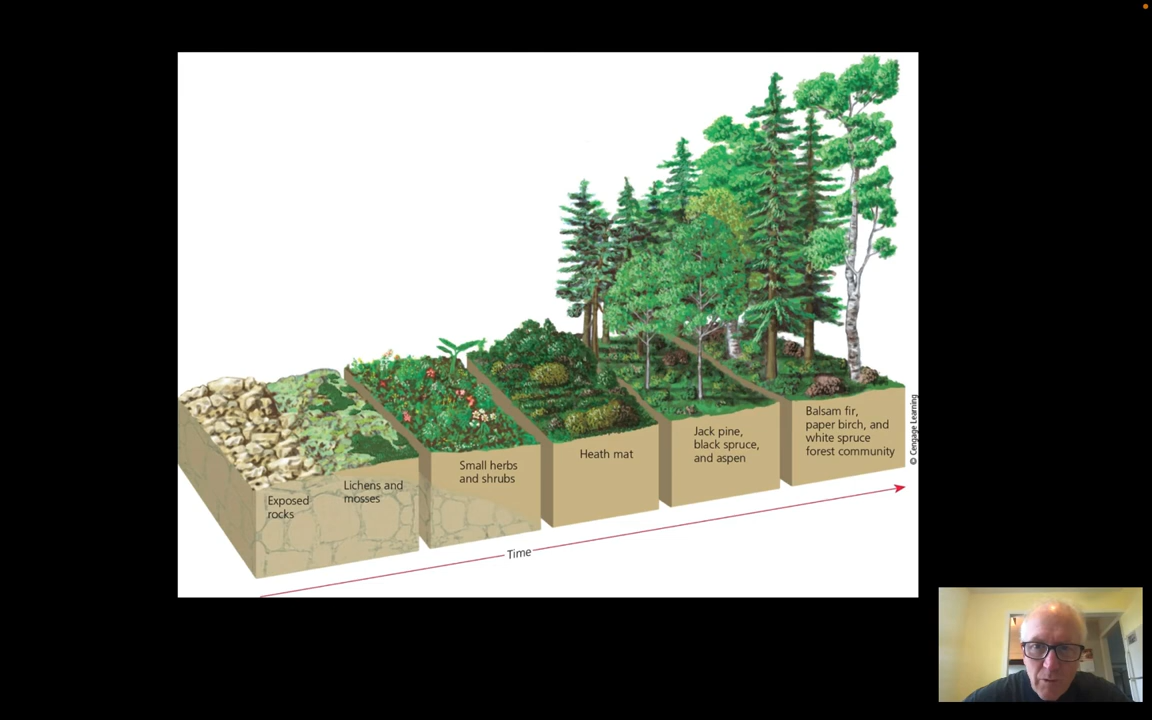 Exposed
rocks
Lichens and
mosses
Small herbs
and shrubs
Heath mat
Jack pine,
black spruce,
and aspen
Balsam fir,
paper birch, and
white spruce
forest community
© Cengage Learning
Time